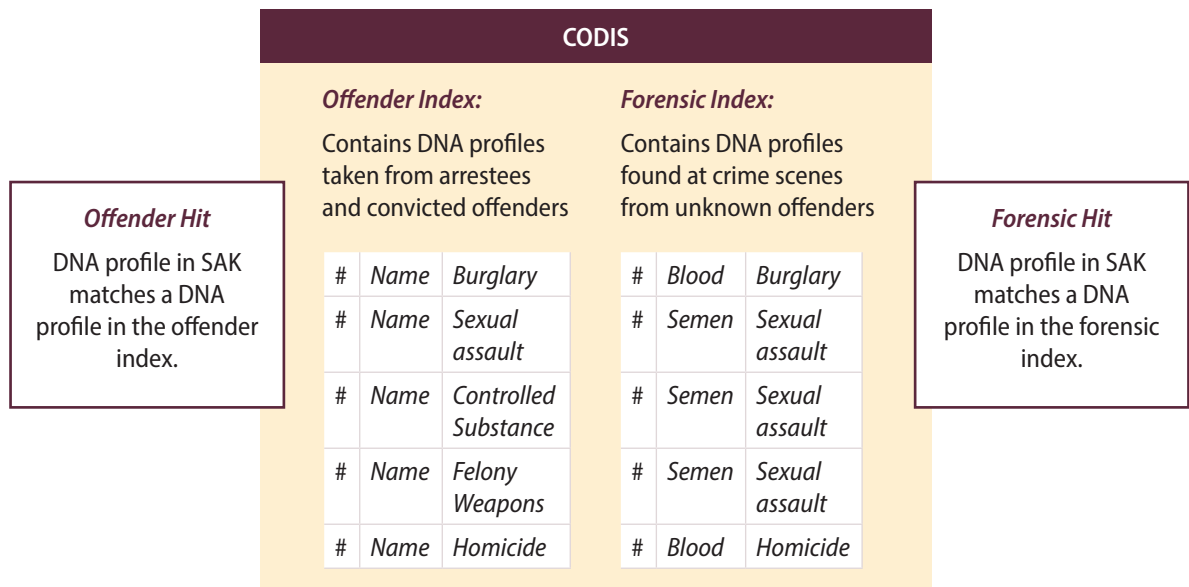 CODIS
Offender Index:
Contains DNA profiles
taken from arrestees
and convicted offenders
# Name Burglary
# Name Sexual
assault
# Name Controlled
Substance
# Name Felony
Weapons
# Name Homicide
Forensic Index:
Contains DNA profiles
found at crime scenes
from unknown offenders
# Blood Burglary
# Semen Sexual
assault
# Semen Sexual
assault
# Semen Sexual
assault
# Blood Homicide
Offender Hit
DNA profile in SAK
matches a DNA
profile in the offender
index.
Forensic Hit
DNA profile in SAK
matches a DNA
profile in the forensic
index.